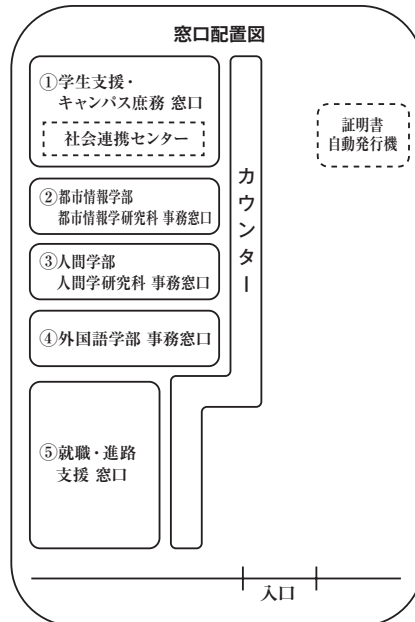 窓口配置図
①学生支援・
キャンパス庶務 窓口
社会連携センター
②都市情報学部
都市情報学研究科 事務窓口
③人間学部
人間学研究科 事務窓口
④外国語学部 事務窓口
⑤就職・進路
支援 窓口
カウンター
証明書
自動発行機
入口